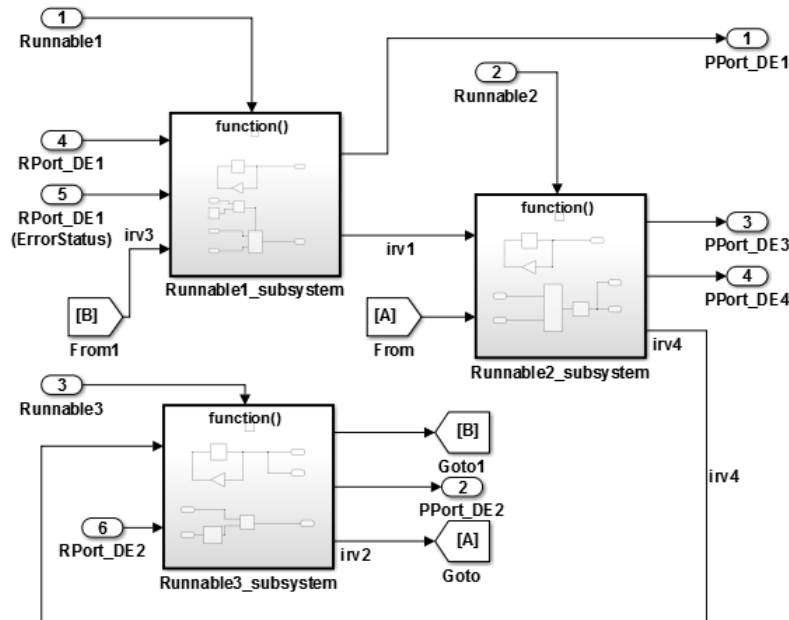 1
Runnable1
1
PPort_DE1
2
Runnable2
function()
4
RPort_DE1
5
RPort_DE1
(ErrorStatus)
irv3
irv1
Runnable1_subsystem
[B]
From1
function()
3
PPort_DE3
4
PPort_DE4
[A]
From
irv4
Runnable2_subsystem
3
Runnable3
function()
[B]
Goto1
2
PPort_DE2
irv4
6
RPort_DE2
irv2
[A]
Goto
Runnable3_subsystem